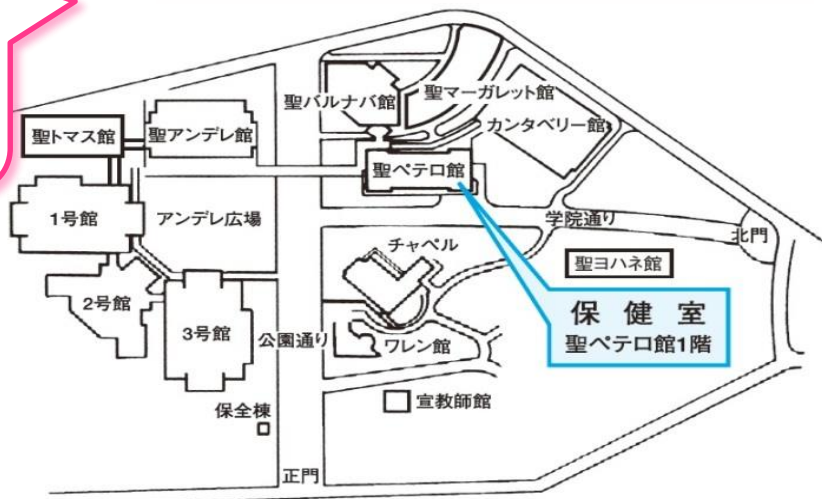 聖バルナバ館
聖マーガレット館
カンタベリー館
聖トマス館
聖アンデレ館
聖ペテロ館
1号館
アンデレ広場
学院通り
北門
チャペル
聖ヨハネ館
2号館
3号館
公園通り
ワレン館
保健室
聖ペテロ館1階
保全棟
宣教師館
正門